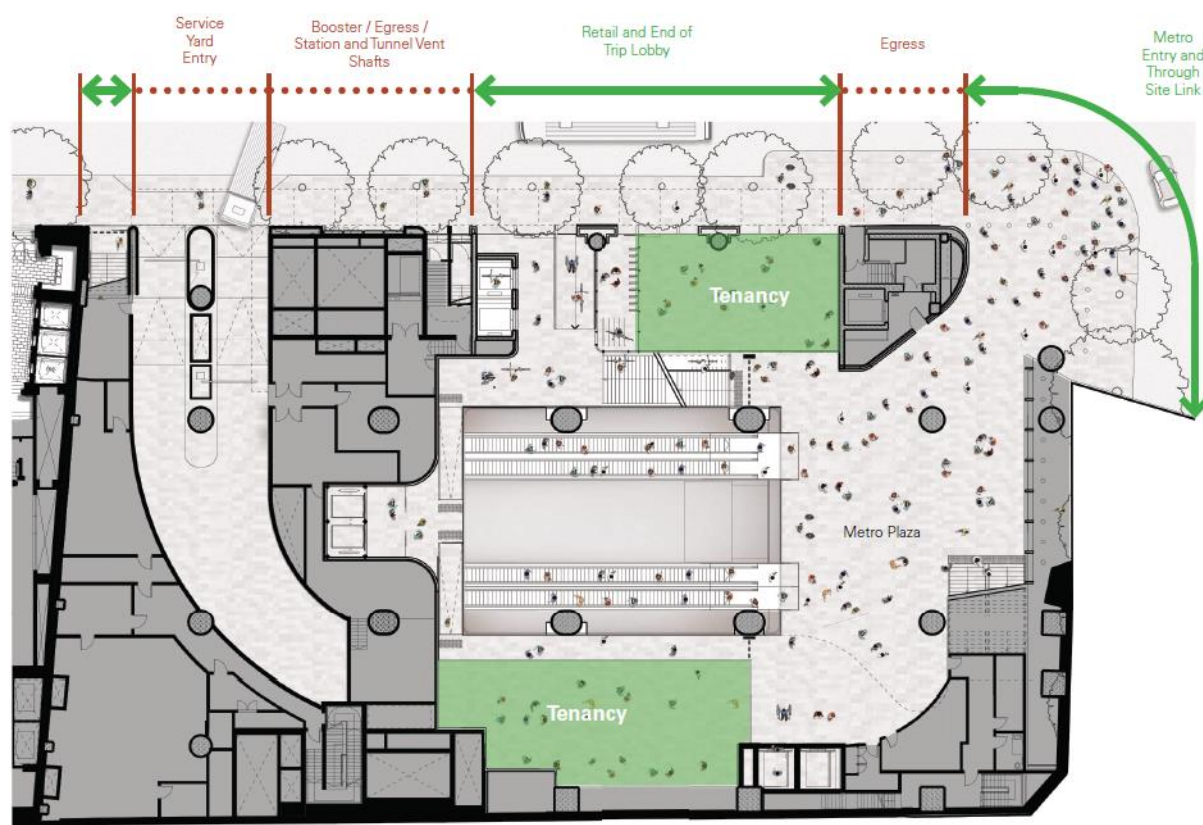 Service
Yard
Entry
Booster / Egress /
Station and Tunnel Vent
Shafts
Retail and End of
Trip Lobby
Egress
Metro
Entry and
Through
Site Link
Tenancy
Metro Plaza
Tenancy